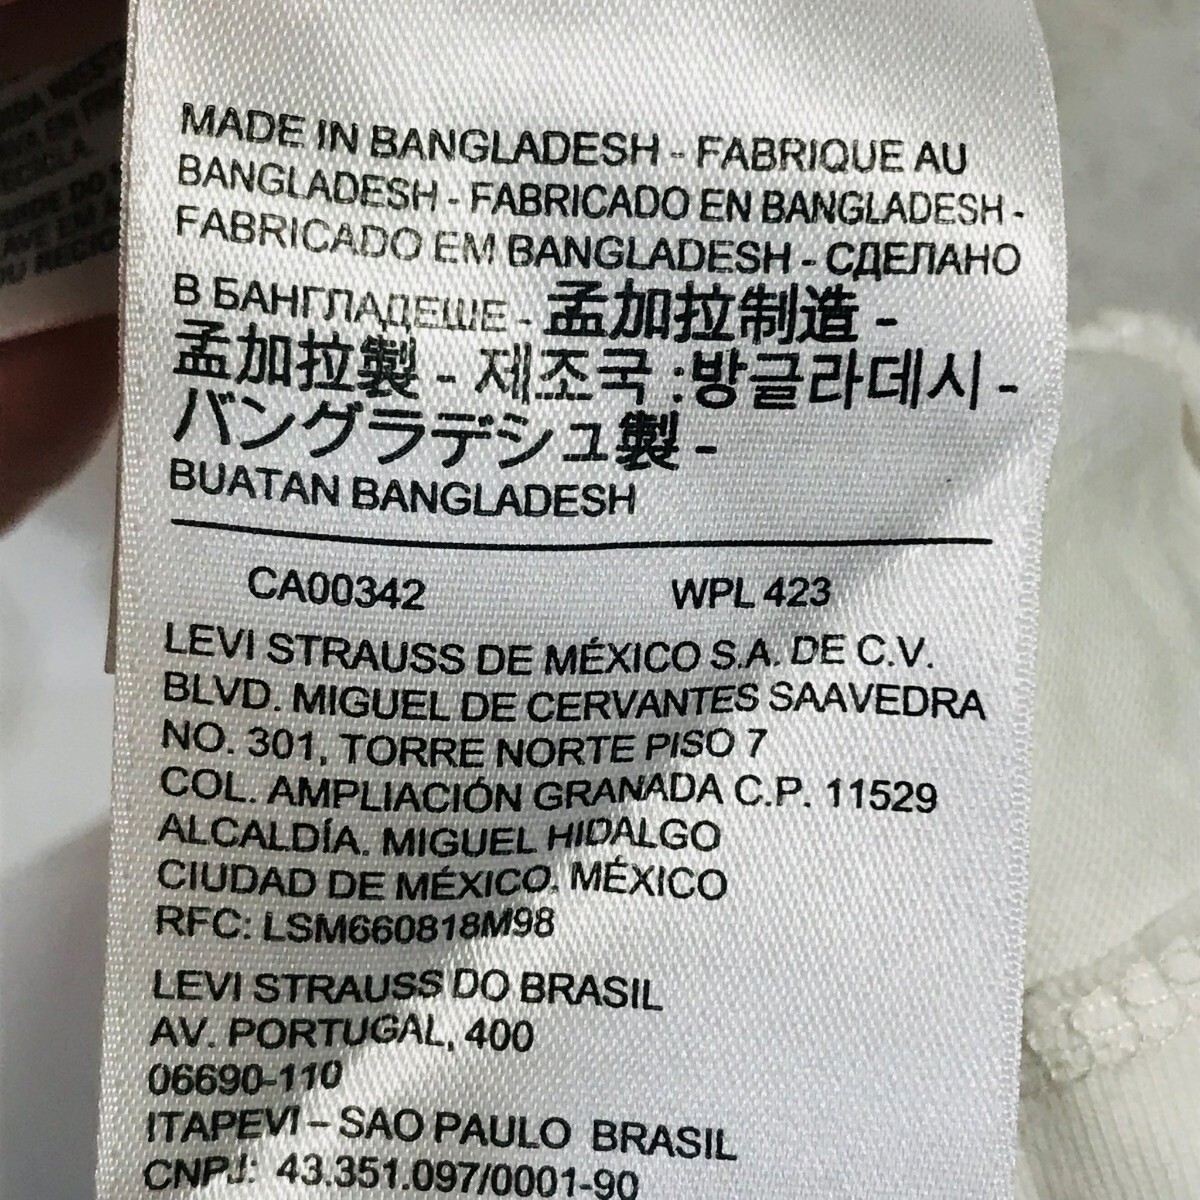 MADE IN BANGLADESH - FABRIQUE AU
BANGLADESH - FABRICADO EN BANGLADESH -
FABRICADO EM BANGLADESH - СДЕЛАНО
В БАНГЛАДЕШЕ - 孟加拉制造 -
孟加拉製 - 제조국 :방글라데시 -
バングラデシュ製 -
BUATAN BANGLADESH
CA00342 WPL 423
LEVI STRAUSS DE MÉXICO S.A. DE C.V.
BLVD. MIGUEL DE CERVANTES SAAVEDRA
NO. 301, TORRE NORTE PISO 7
COL. AMPLIACIÓN GRANADA C.P. 11529
ALCALDÍA. MIGUEL HIDALGO
CIUDAD DE MÉXICO, MÉXICO
RFC: LSM660818M98
LEVI STRAUSS DO BRASIL
AV. PORTUGAL, 400
06690-110
ITAPEVI – SAO PAULO BRASIL
CNPJ: 43.351.097/0001-90